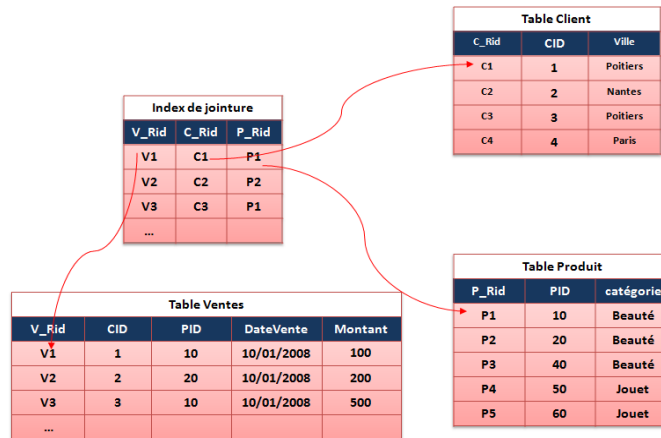 Table Client
C_Rid CID Ville
C1 1 Poitiers
C2 2 Nantes
C3 3 Poitiers
C4 4 Paris
Index de jointure
V_Rid C_Rid P_Rid
V1 C1 P1
V2 C2 P2
V3 C3 P1
...
Table Produit
P_Rid PID catégorie
P1 10 Beauté
P2 20 Beauté
P3 40 Beauté
P4 50 Jouet
P5 60 Jouet
Table Ventes
V_Rid CID PID DateVente Montant
V1 1 10 10/01/2008 100
V2 2 20 10/01/2008 200
V3 3 10 10/01/2008 500
...